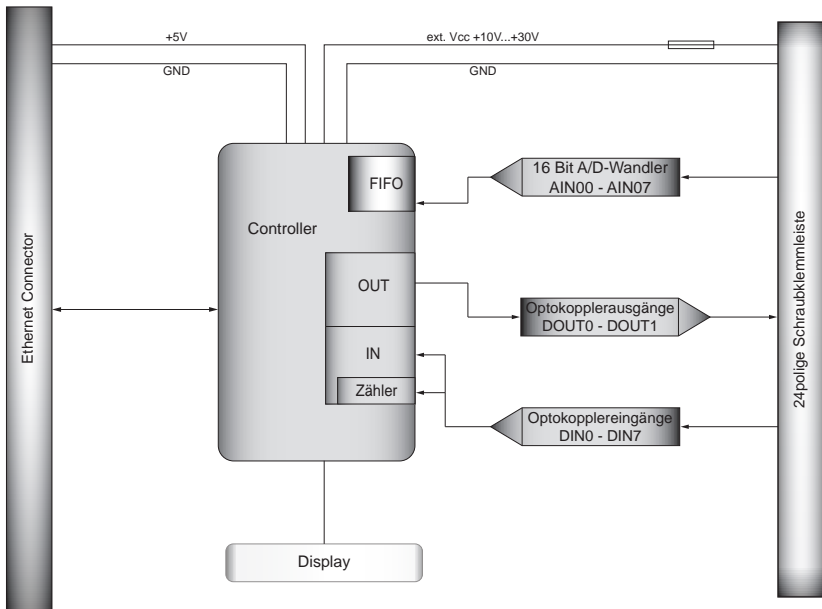 +5V
ext. Vcc +10V...+30V
GND
GND
16 Bit A/D-Wandler
AIN00 - AIN07
FIFO
Controller
OUT
Optokopplerausgänge
DOUT0 - DOUT1
IN
Zähler
Optokopplereingänge
DIN0 - DIN7
Display
Ethernet Connector
24polige Schraubklemmleiste